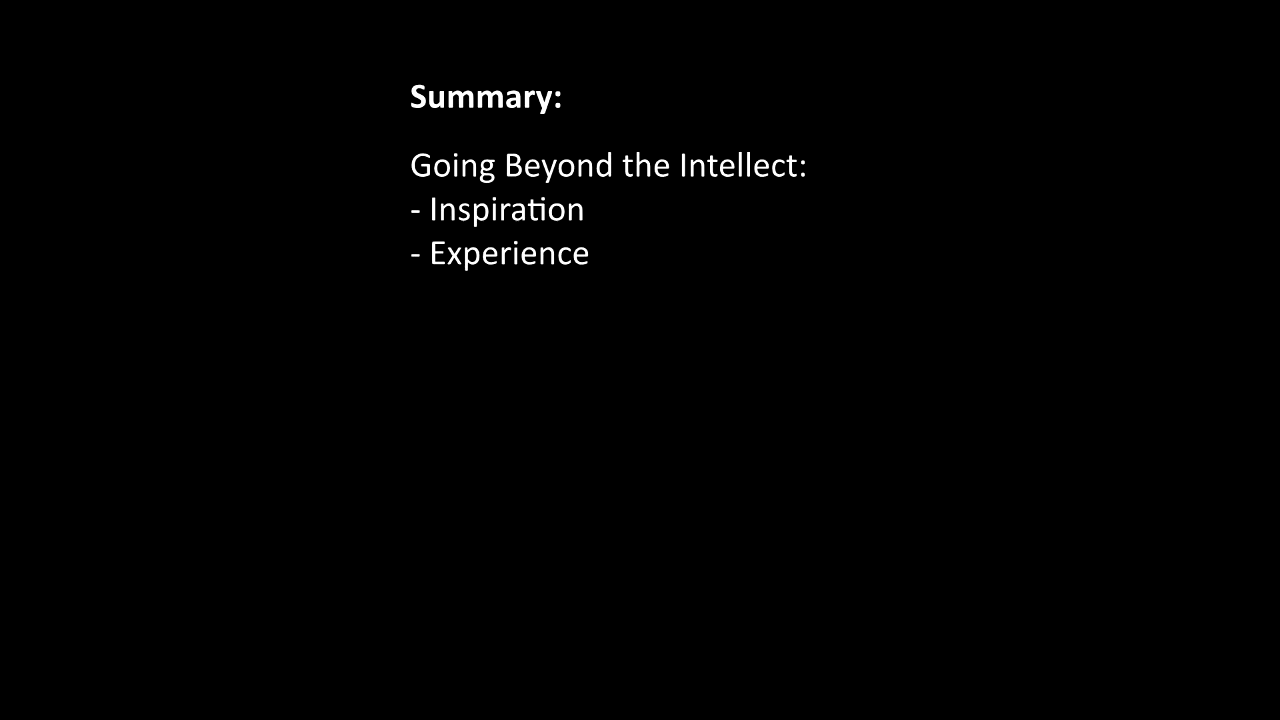 Summary:
Going Beyond the Intellect:
- Inspiration
- Experience